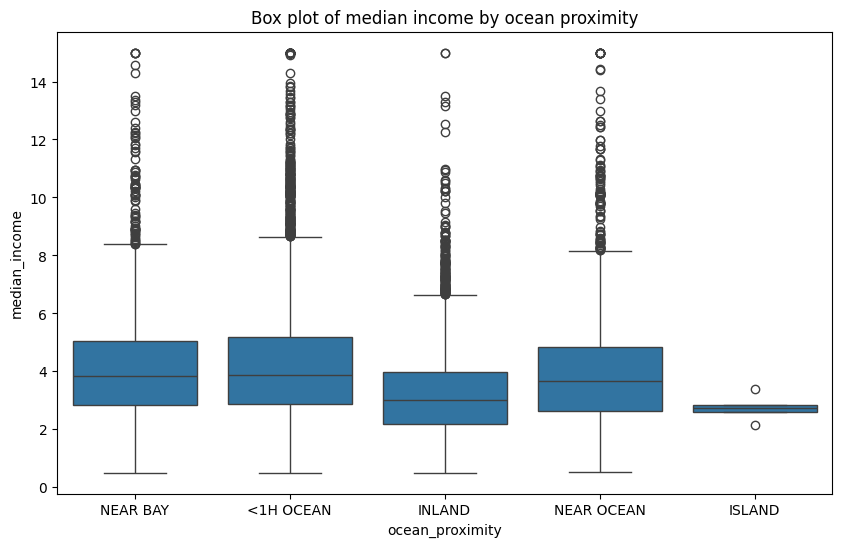 Box plot of median income by ocean proximity
14
12
10
8
6
4
2
0
median_income
NEAR BAY
<1H OCEAN
INLAND
NEAR OCEAN
ISLAND
ocean_proximity